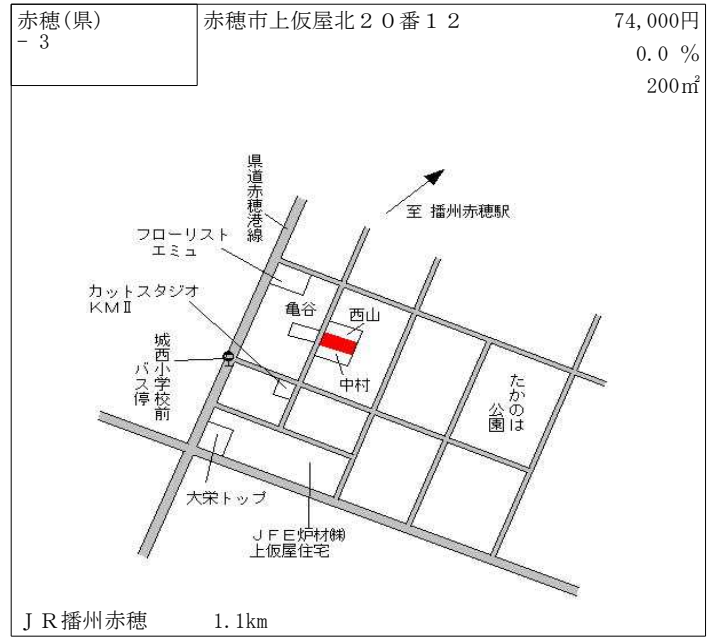 赤穂(県)
- 3
赤穂市上仮屋北２０番１２
74,000円
0.0 %
200㎡
県道赤穂港線
至 播州赤穂駅
フローリスト
エミュ
カットスタジオ
ＫＭⅡ
亀谷
西山
城西小学校前
バス停
中村
たかのは
公園
大栄トップ
ＪＦＥ炉材㈱
上仮屋住宅
ＪＲ播州赤穂
1.1km